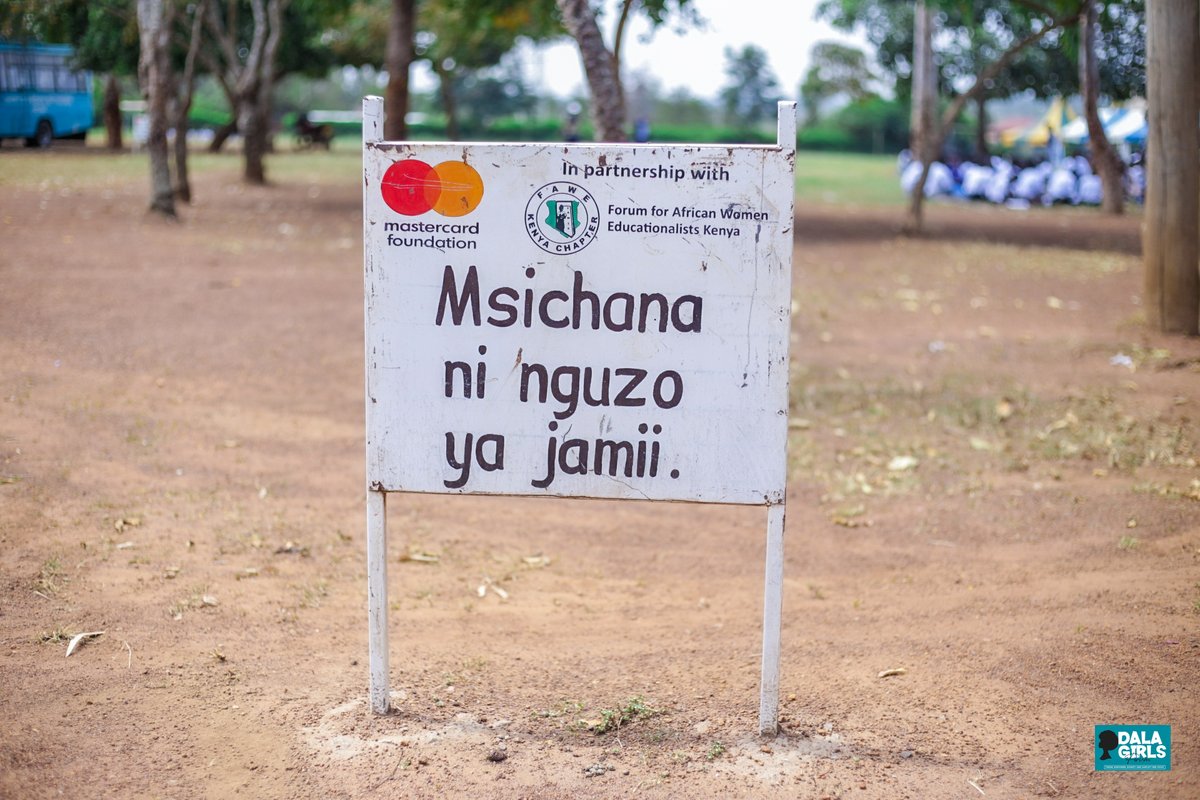 In partnership with
mastercard
foundation
FAWE
KENYA CHAPTER
Forum for African Women
Educationalists Kenya
Msichana
ni nguzo
ya jamii.
DALA
GIRLS